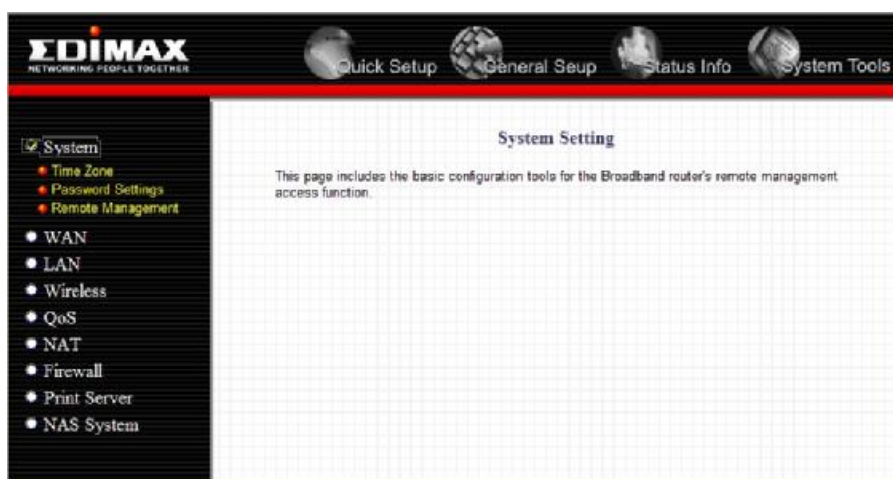 EDIMAX
NETWORKING PEOPLE TOGETHER
Quick Setup
General Seup
Status Info
System Tools
System
Time Zone
Password Settings
Remote Management
WAN
LAN
Wireless
QoS
NAT
Firewall
Print Server
NAS System
System Setting
This page includes the basic configuration tools for the Broadband router's remote management
access function.